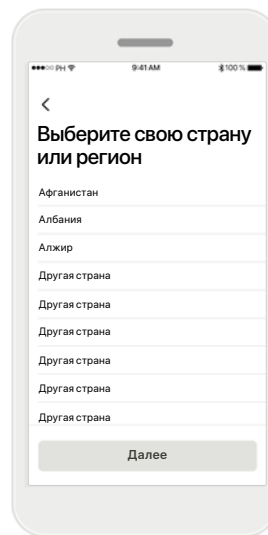 PH 9:41 AM 100 %
Выберите свою страну
или регион
Афганистан
Албания
Алжир
Другая страна
Другая страна
Другая страна
Другая страна
Другая страна
Другая страна
Далее